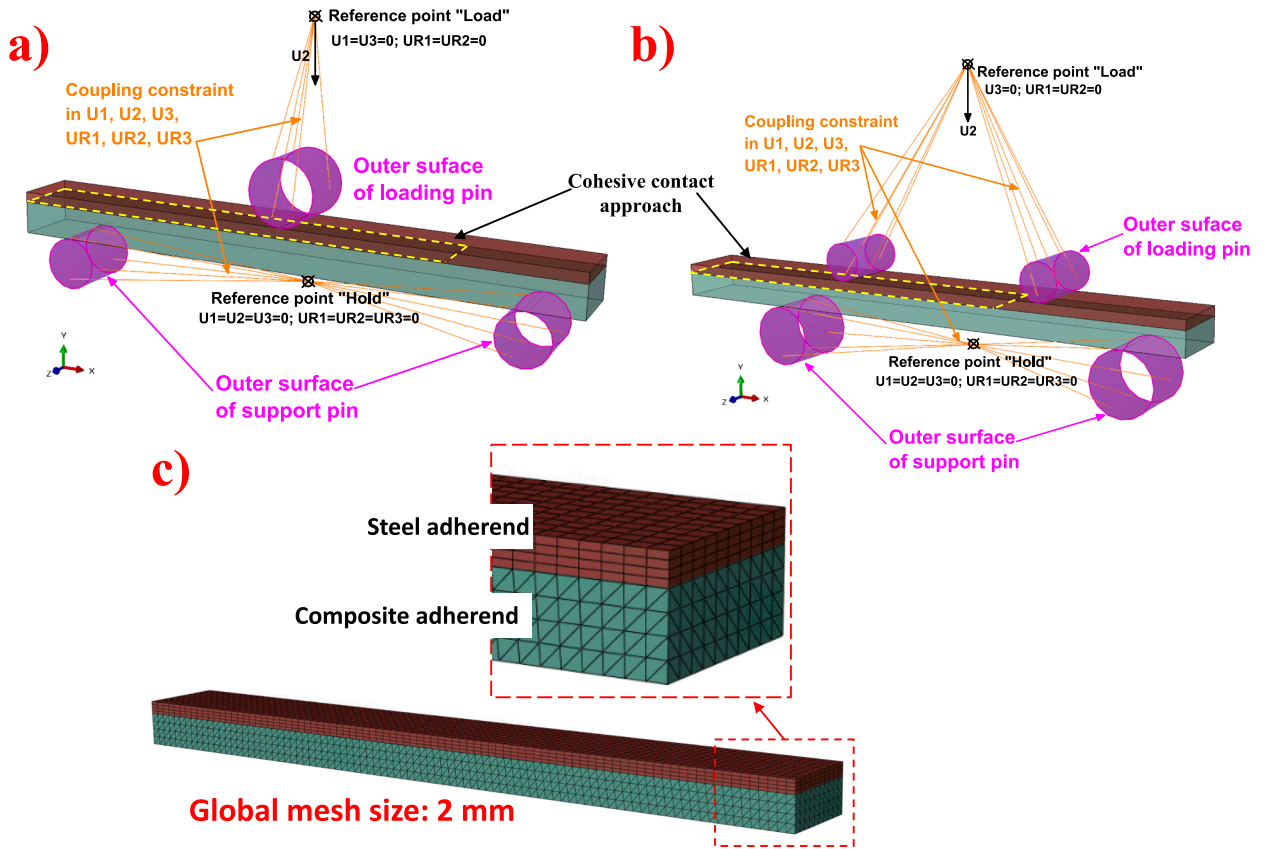 a)
Reference point "Load"
U1=U3=0; UR1=UR2=0
U2
Coupling constraint
in U1, U2, U3,
UR1, UR2, UR3
Outer suface
of loading pin
Cohesive contact
approach
Reference point "Hold"
U1=U2=U3=0; UR1=UR2=UR3=0
Outer surface
of support pin
Y
X
Z
b)
Reference point "Load"
U3=0; UR1=UR2=0
U2
Coupling constraint
in U1, U2, U3,
UR1, UR2, UR3
Outer suface
of loading pin
Reference point "Hold"
U1=U2=U3=0; UR1=UR2=UR3=0
Outer surface
of support pin
Y
X
Z
c)
Steel adherend
Composite adherend
Global mesh size: 2 mm